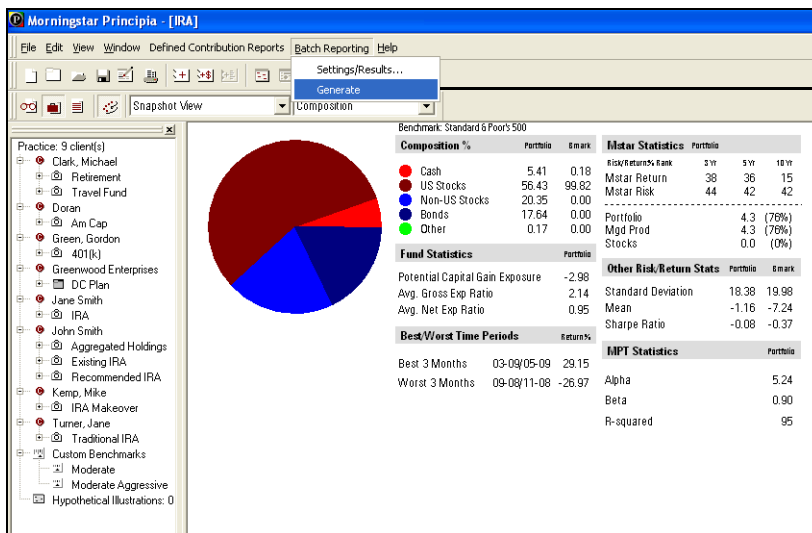 Morningstar Principia - [IRA]
File Edit View Window Defined Contribution Reports Batch Reporting Help
Settings/Results...
Generate
Snapshot View
Composition
Practice: 9 client(s)
Clark, Michael
Retirement
Travel Fund
Doran
Am Cap
Green, Gordon
401(k)
Greenwood Enterprises
DC Plan
Jane Smith
IRA
John Smith
Aggregated Holdings
Existing IRA
Recommended IRA
Kemp, Mike
IRA Makeover
Turner, Jane
Traditional IRA
Custom Benchmarks
Moderate
Moderate Aggressive
Hypothetical Illustrations: 0
Benchmark: Standard & Poor's 500
Composition % Portfolio Bmark
Cash 5.41 0.18
US Stocks 56.43 99.82
Non-US Stocks 20.35 0.00
Bonds 17.64 0.00
Other 0.17 0.00
Fund Statistics Portfolio
Potential Capital Gain Exposure -2.98
Avg. Gross Exp Ratio 2.14
Avg. Net Exp Ratio 0.95
Best/Worst Time Periods Return%
Best 3 Months 03-09/05-09 29.15
Worst 3 Months 09-08/11-08 -26.97
Mstar Statistics Portfolio
Risk/Return% Rank 3 Yr 5 Yr 10 Yr
Mstar Return 38 36 15
Mstar Risk 44 42 42
Portfolio 4.3 (76%)
Mgd Prod 4.3 (76%)
Stocks 0.0 (0%)
Other Risk/Return Stats Portfolio Bmark
Standard Deviation 18.38 19.98
Mean -1.16 -7.24
Sharpe Ratio -0.08 -0.37
MPT Statistics Portfolio
Alpha 5.24
Beta 0.90
R-squared 95